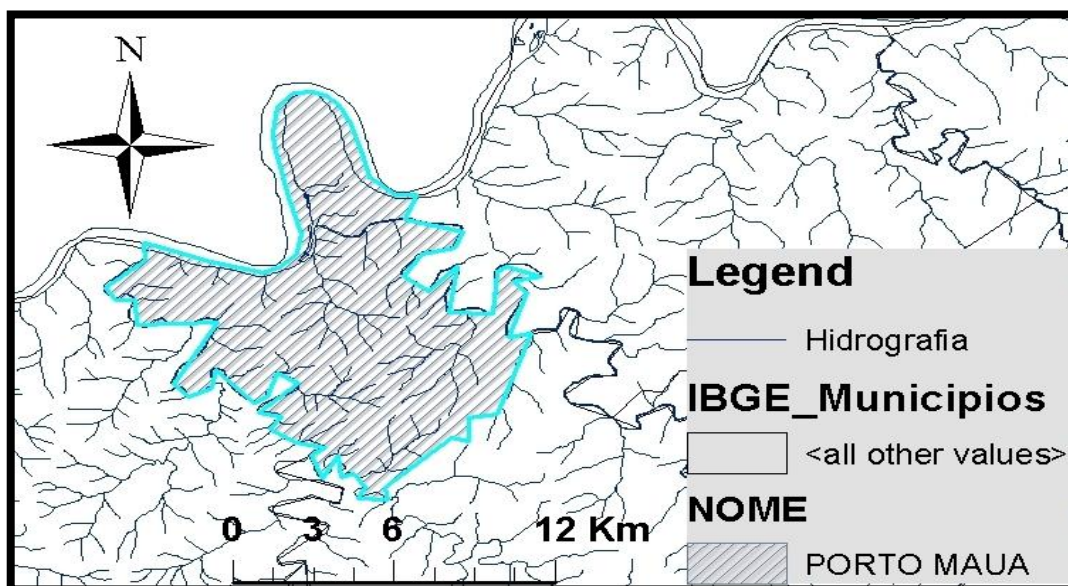 N
Legend
Hidrografia
IBGE_Municipios
<all other values>
NOME
PORTO MAUA
0 3 6 12 Km